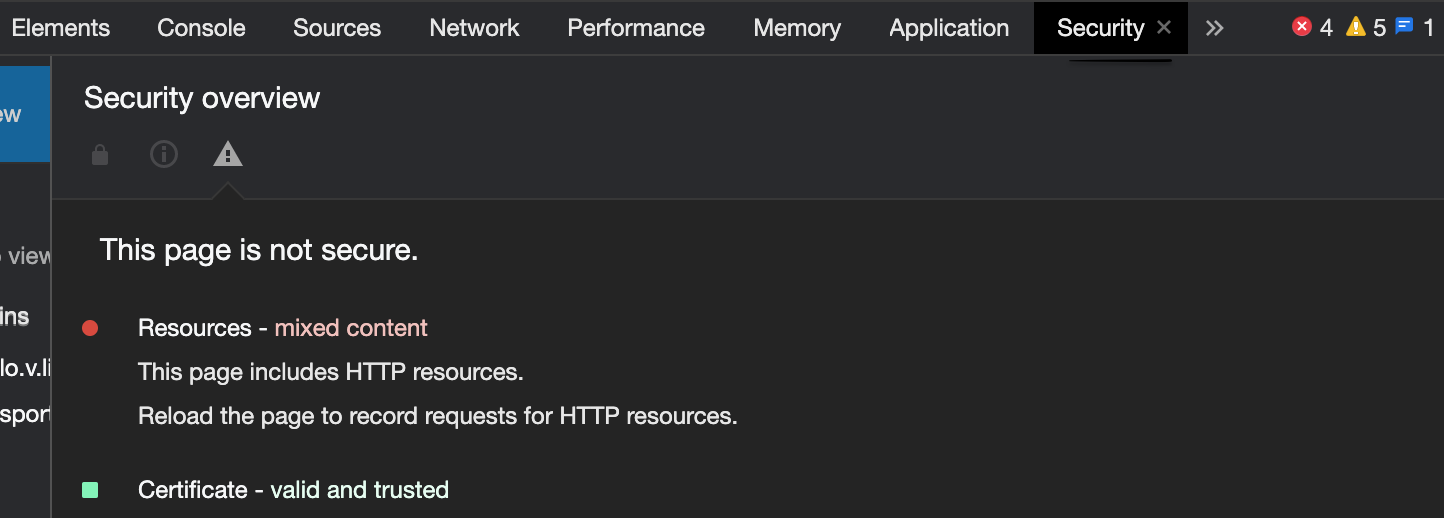 Elements Console Sources Network Performance Memory Application Security × » 4 5 1
Security overview
ew
This page is not secure.
view
ins
Resources - mixed content
lo.v.li
This page includes HTTP resources.
sport
Reload the page to record requests for HTTP resources.
Certificate - valid and trusted